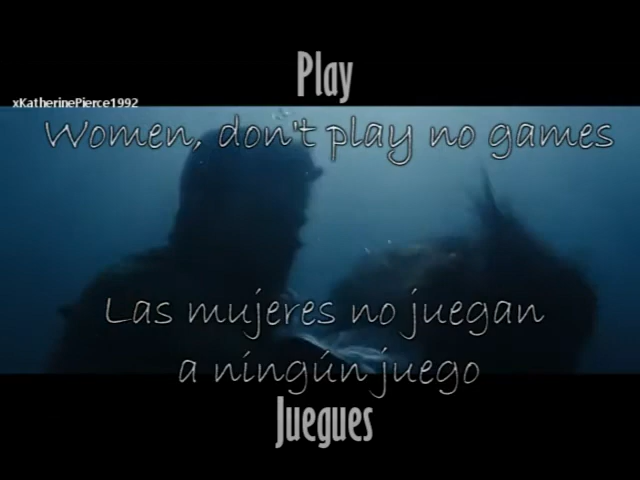 Play
xKatherinePierce1992
Women, don't play no games
Las mujeres no juegan
a ningún juego
Juegues